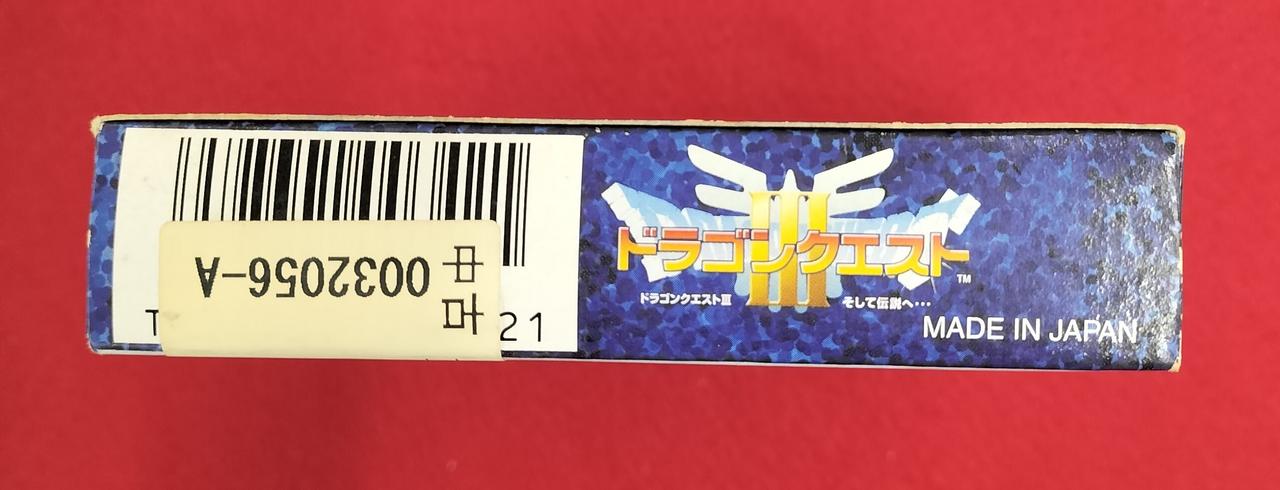 中古
0032056-A
T
21
III
ドラゴンクエスト
TM
ドラゴンクエストIII
そして伝説へ…
MADE IN JAPAN